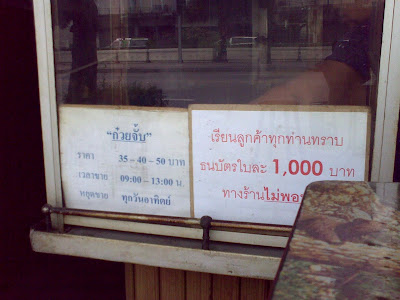 “ก๋วยจั๊บ”
ราคา 35 - 40 - 50 บาท
เวลาขาย 09:00 – 13:00 น.
หยุดขาย ทุกวันอาทิตย์
เรียนลูกค้าทุกท่านทราบ
ธนบัตรใบละ 1,000 บาท
ทางร้านไม่พอ